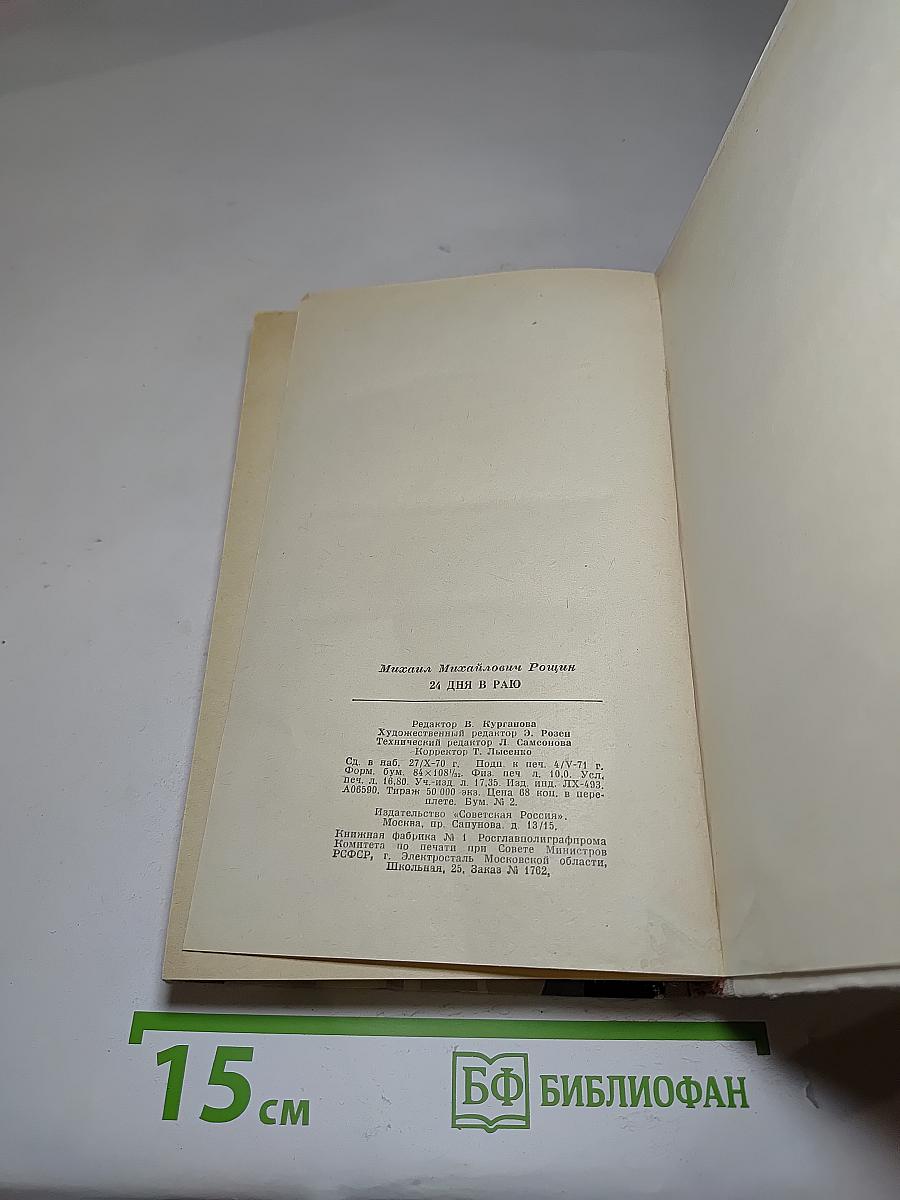 Михаил Михайлович Рощин
24 ДНЯ В РАЮ
Редактор В. Курганова
Художественный редактор Э. Розен
Технический редактор Л. Самсонова
Корректор Т. Лысенко
Сд. в наб. 27/X-70 г. Подп. к печ. 4/V-71 г.
Форм. бум. 84×108¹/₃₂. Физ. печ. л. 10,0. Усл.
печ. л. 16,80. Уч.-изд. л. 17,35. Изд. инд. ЛХ-493.
А06590. Тираж 50 000 экз. Цена 68 коп. в пере-
плете. Бум. № 2.
Издательство «Советская Россия».
Москва, пр. Сапунова, д. 13/15.
Книжная фабрика № 1 Росглавполиграфпрома
Комитета по печати при Совете Министров
РСФСР, г. Электросталь Московской области,
Школьная, 25, Заказ № 1762.
15 см
БФ БИБЛИОФАН